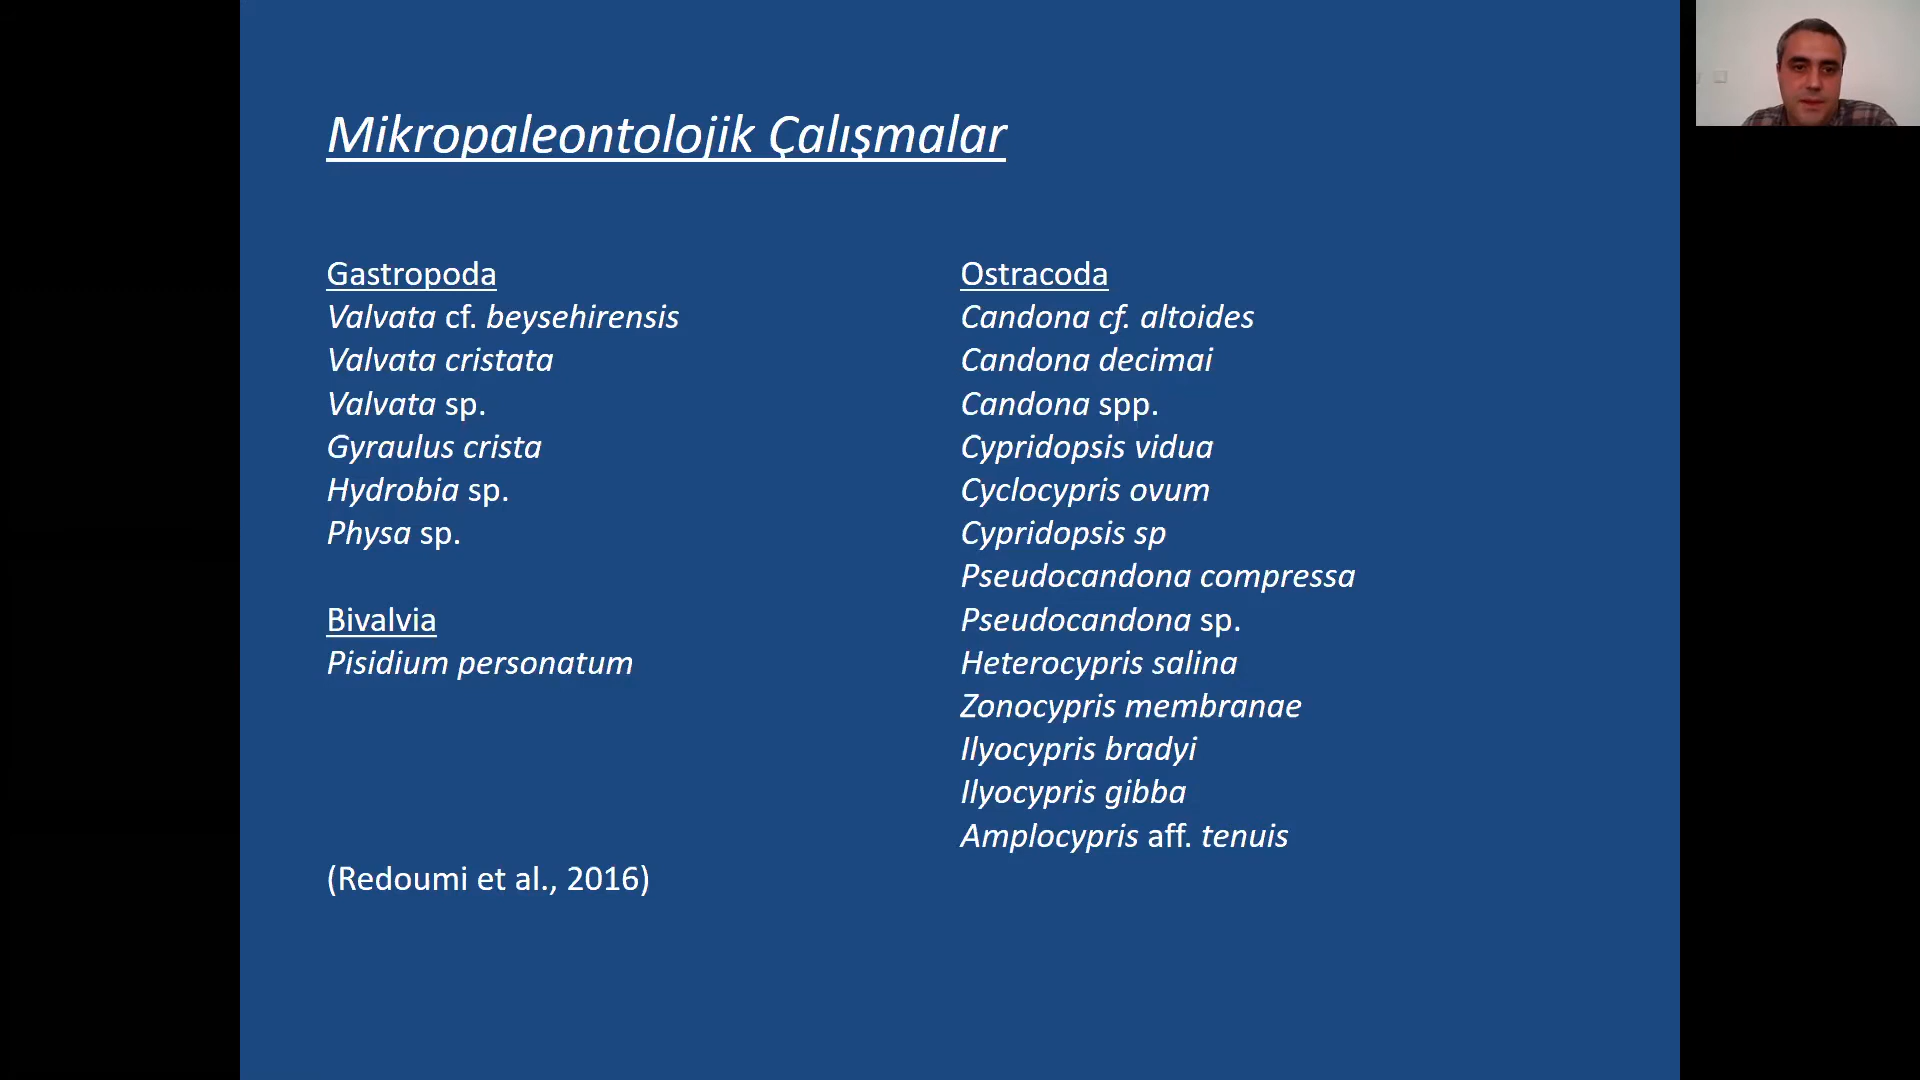 Mikropaleontolojik Çalışmalar
Gastropoda
Valvata cf. beysehirensis
Valvata cristata
Valvata sp.
Gyraulus crista
Hydrobia sp.
Physa sp.
Bivalvia
Pisidium personatum
(Redoumi et al., 2016)
Ostracoda
Candona cf. altoides
Candona decimai
Candona spp.
Cypridopsis vidua
Cyclocypris ovum
Cypridopsis sp
Pseudocandona compressa
Pseudocandona sp.
Heterocypris salina
Zonocypris membranae
Ilyocypris bradyi
Ilyocypris gibba
Amplocypris aff. tenuis